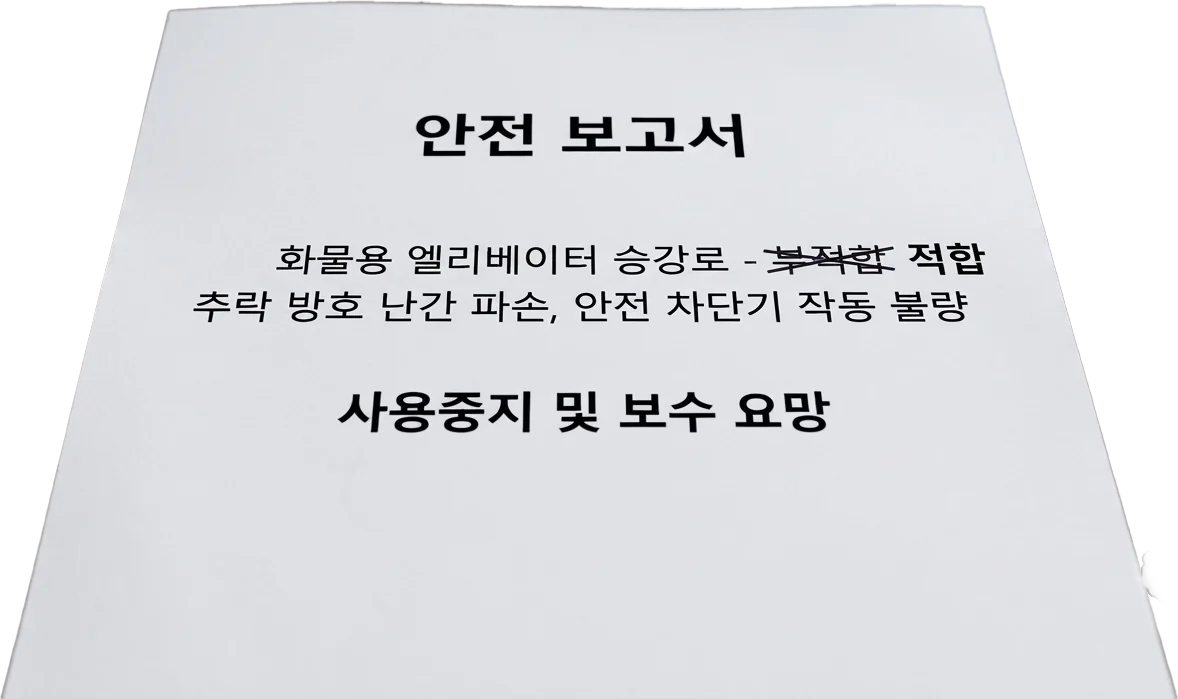 안전 보고서
화물용 엘리베이터 승강로 - 부적합 적합
추락 방호 난간 파손, 안전 차단기 작동 불량
사용중지 및 보수 요망